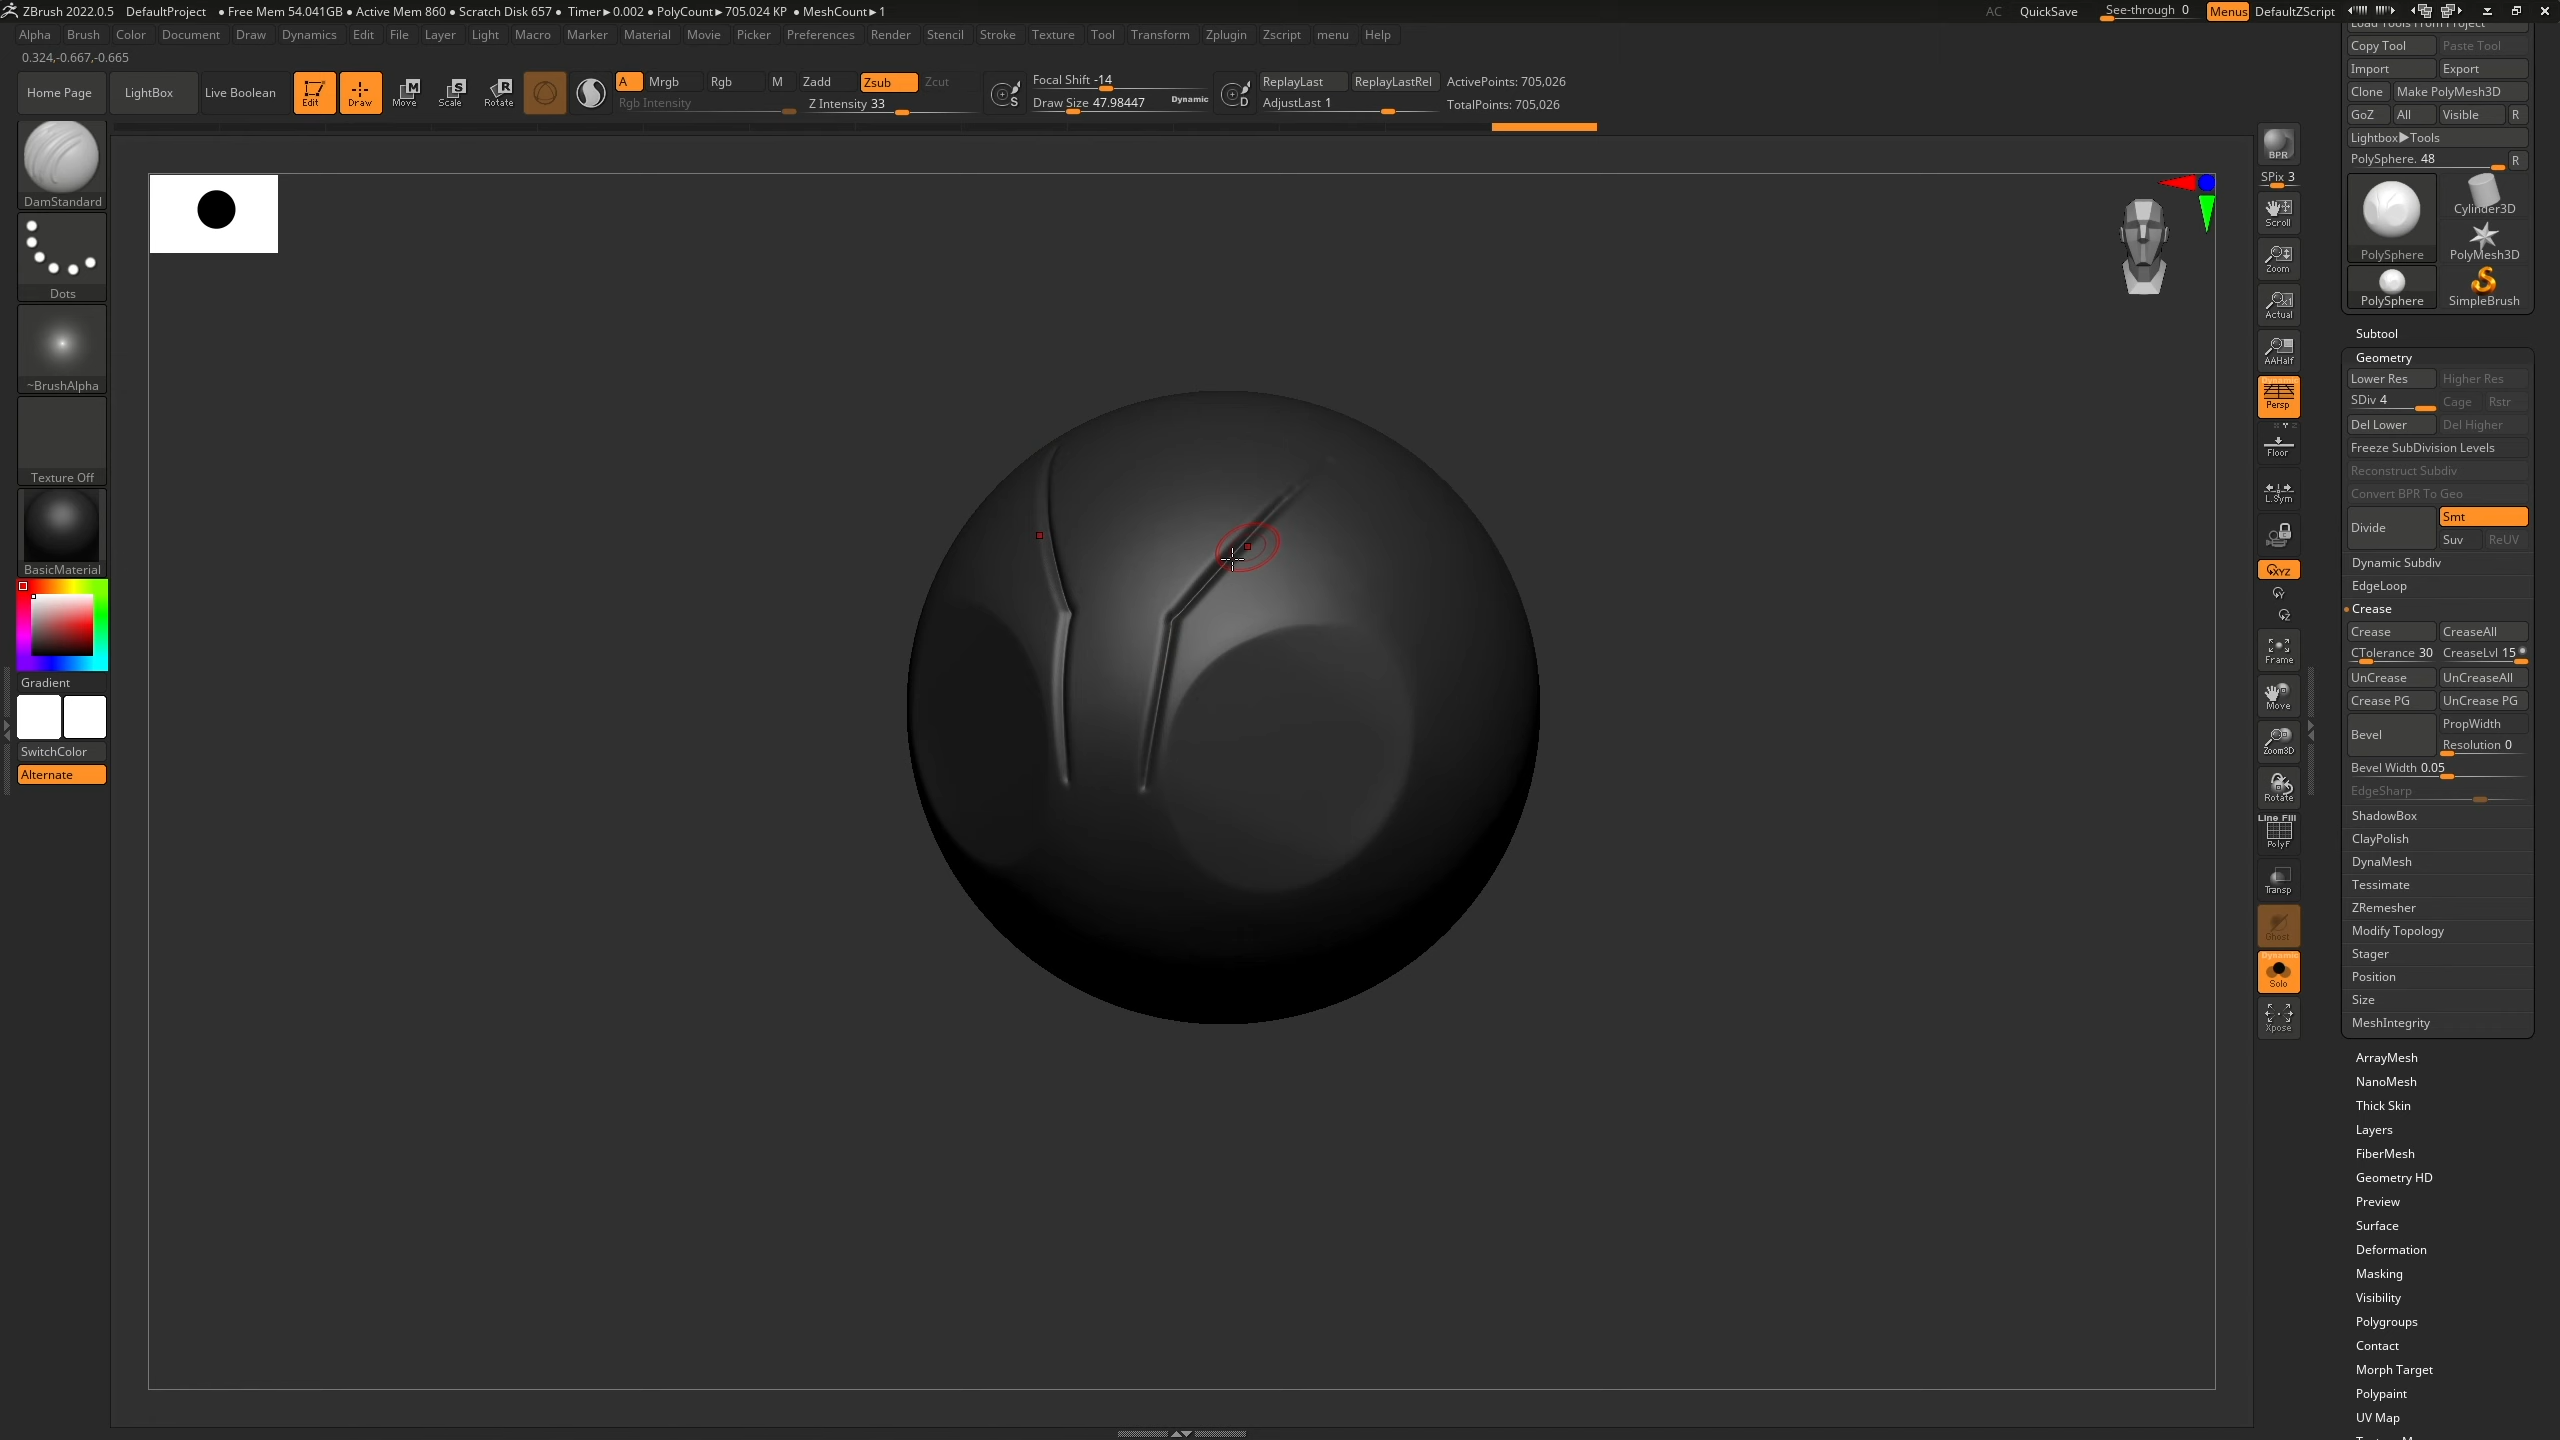 ZBrush 2022.0.5 DefaultProject ● Free Mem 54.041GB ● Active Mem 860 ● Scratch Disk 657 ● Timer►0.002 ● PolyCount►705.024 KP ● MeshCount►1 AC QuickSave See-through 0 Menus DefaultZScript
Alpha Brush Color Document Draw Dynamics Edit File Layer Light Macro Marker Material Movie Picker Preferences Render Stencil Stroke Texture Tool Transform Zplugin Zscript menu Help
0.324,-0.667,-0.665
Home Page LightBox Live Boolean Edit Draw Move Scale Rotate
A Mrgb Rgb M Zadd Zsub Zcut
Rgb Intensity Z Intensity 33
Focal Shift -14
Draw Size 47.98447 Dynamic
ReplayLast ReplayLastRel ActivePoints: 705,026
AdjustLast 1 TotalPoints: 705,026
DamStandard
Dots
~BrushAlpha
Texture Off
BasicMaterial
Gradient
SwitchColor
Alternate
BPR
SPix 3
Scroll
Zoom
Actual
AAHalf
Dynamic
Persp
Floor
L.Sym
XYZ
Frame
Move
Zoom3D
Rotate
Line Fill
PolyF
Transp
Ghost
Dynamic
Solo
Xpose
Load Tools From Project
Copy Tool Paste Tool
Import Export
Clone Make PolyMesh3D
GoZ All Visible R
Lightbox►Tools
PolySphere. 48 R
PolySphere Cylinder3D
PolyMesh3D
PolySphere SimpleBrush
Subtool
Geometry
Lower Res Higher Res
SDiv 4 Cage Rstr
Del Lower Del Higher
Freeze SubDivision Levels
Reconstruct Subdiv
Convert BPR To Geo
Divide Smt
Suv ReUV
Dynamic Subdiv
EdgeLoop
Crease
Crease CreaseAll
CTolerance 30 CreaseLvl 15
UnCrease UnCreaseAll
Crease PG UnCrease PG
Bevel PropWidth
Resolution 0
Bevel Width 0.05
EdgeSharp
ShadowBox
ClayPolish
DynaMesh
Tessimate
ZRemesher
Modify Topology
Stager
Position
Size
MeshIntegrity
ArrayMesh
NanoMesh
Thick Skin
Layers
FiberMesh
Geometry HD
Preview
Surface
Deformation
Masking
Visibility
Polygroups
Contact
Morph Target
Polypaint
UV Map